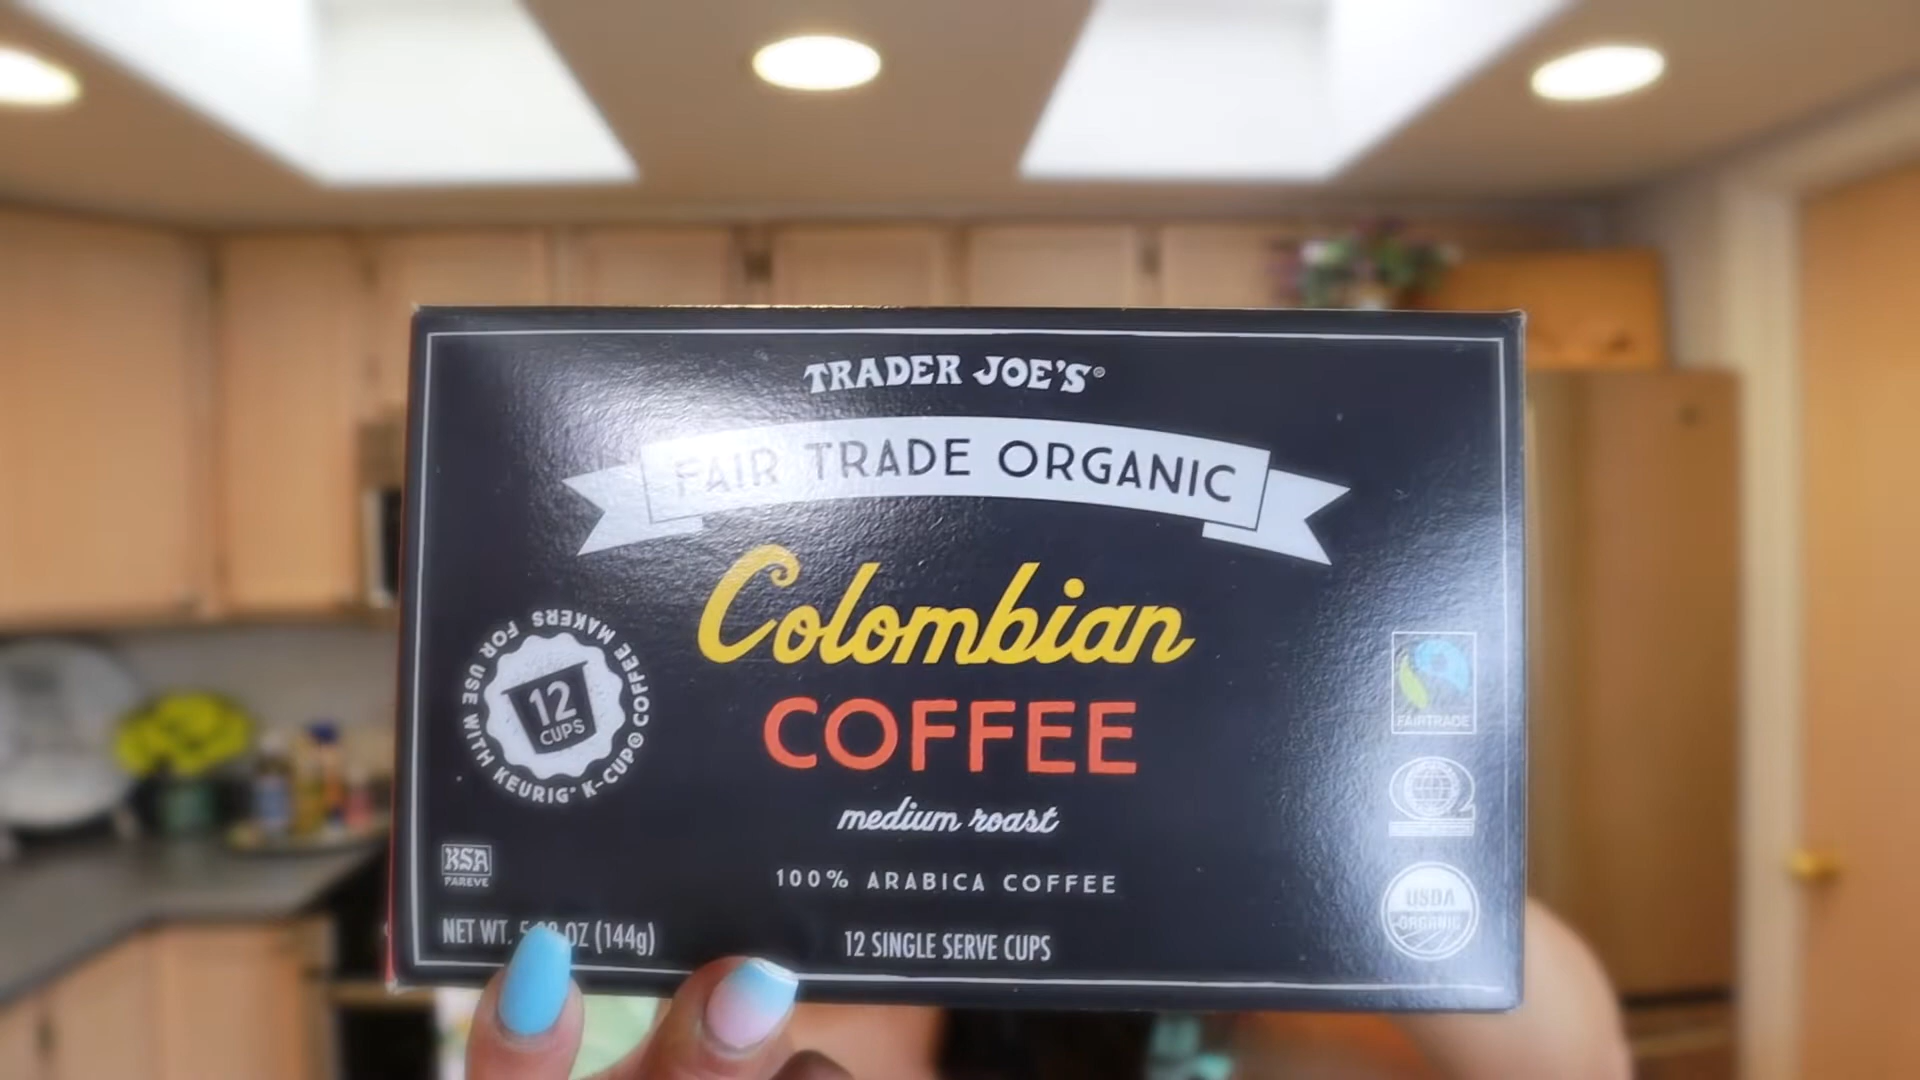 TRADER JOE'S®
FAIR TRADE ORGANIC
Colombian
COFFEE
medium roast
100% ARABICA COFFEE
12 SINGLE SERVE CUPS
FOR USE WITH KEURIG® K-CUP® COFFEE MAKERS
12
CUPS
KSA
PAREVE
NET WT. OZ (144g)
FAIRTRADE
USDA
ORGANIC